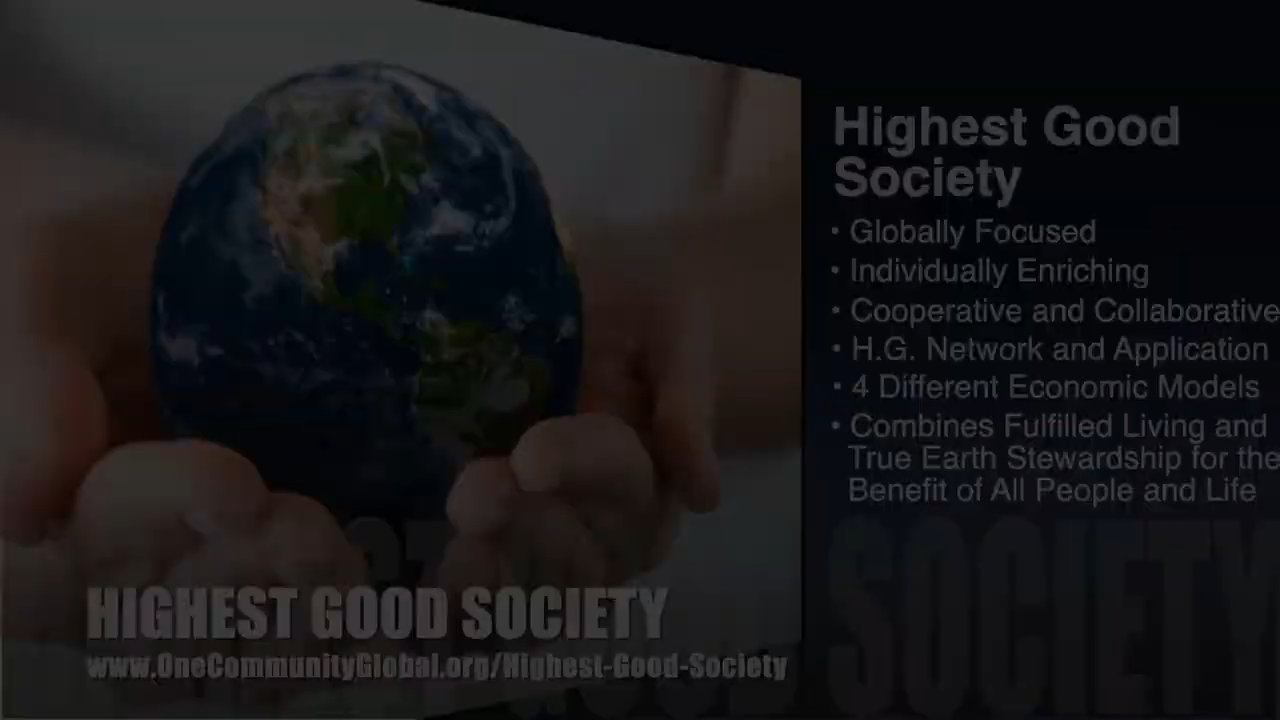 Highest Good
Society
• Globally Focused
• Individually Enriching
• Cooperative and Collaborative
• H.G. Network and Application
• 4 Different Economic Models
• Combines Fulfilled Living and
True Earth Stewardship for the
Benefit of All People and Life
HIGHEST GOOD SOCIETY
www.OneCommunityGlobal.org/Highest-Good-Society
GOOD SOCIETY